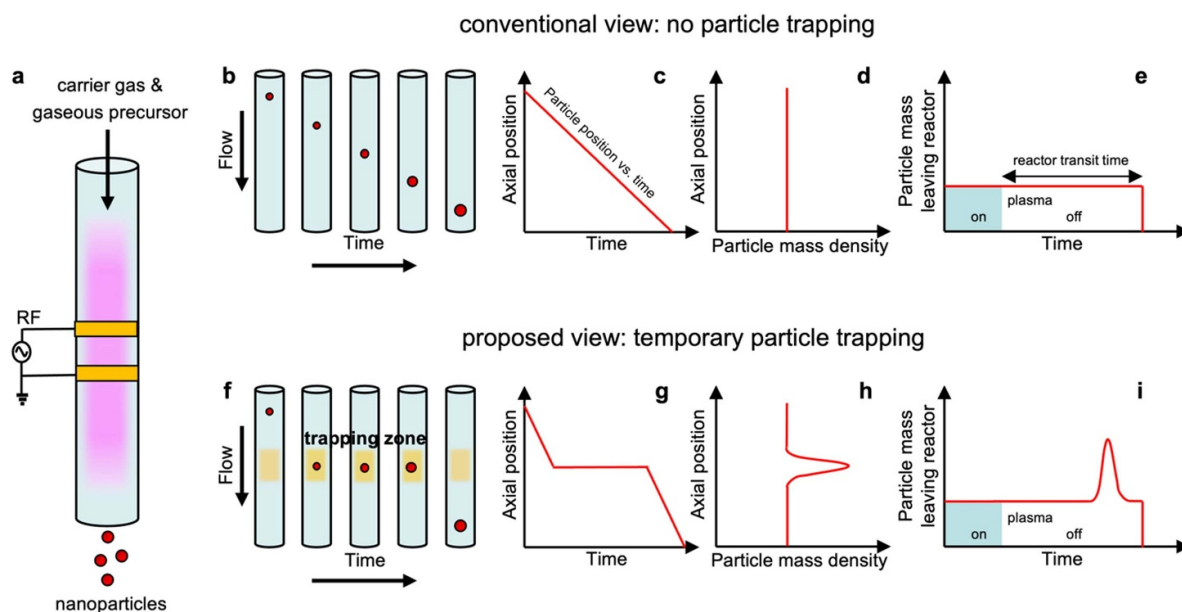 conventional view: no particle trapping
a
carrier gas &
gaseous precursor
RF
nanoparticles
b
Flow
Time
c
Axial position
Particle position vs. time
Time
d
Axial position
Particle mass density
e
Particle mass
leaving reactor
reactor transit time
plasma
on
off
Time
proposed view: temporary particle trapping
f
Flow
trapping zone
Time
g
Axial position
Time
h
Axial position
Particle mass density
i
Particle mass
leaving reactor
plasma
on
off
Time